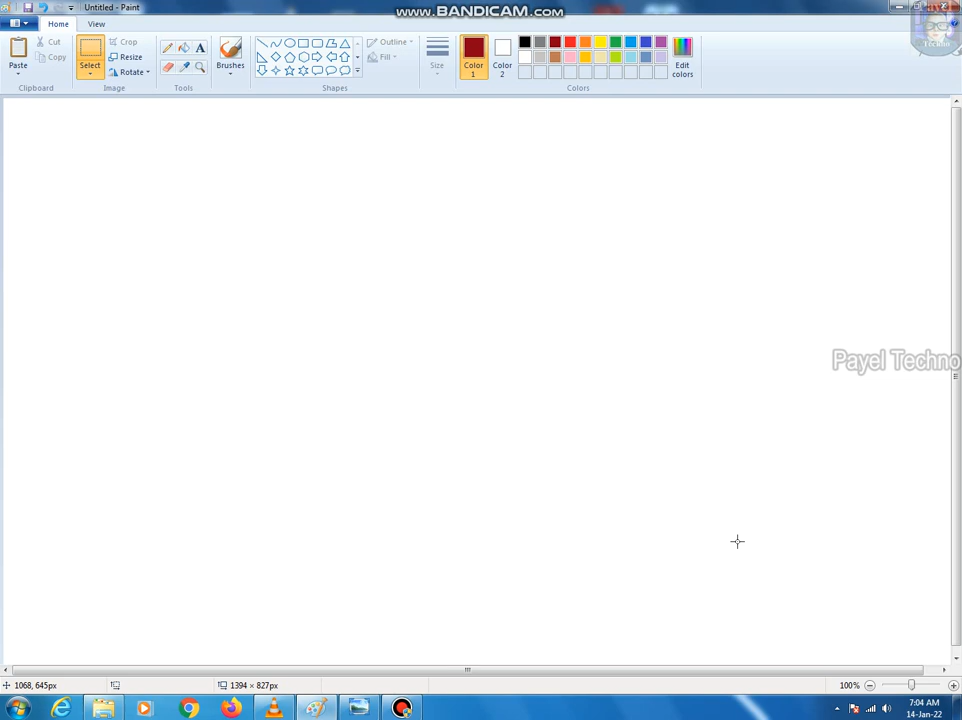 Untitled - Paint
WWW.BANDICAM.COM
Home
View
Paste
Cut
Copy
Clipboard
Select
Crop
Resize
Rotate
Image
A
Tools
Brushes
Shapes
Outline
Fill
Size
Color
1
Color
2
Edit
colors
Colors
Techno
Payel Techno
1068, 645px
1394 × 827px
100%
7:04 AM
14-Jan-22